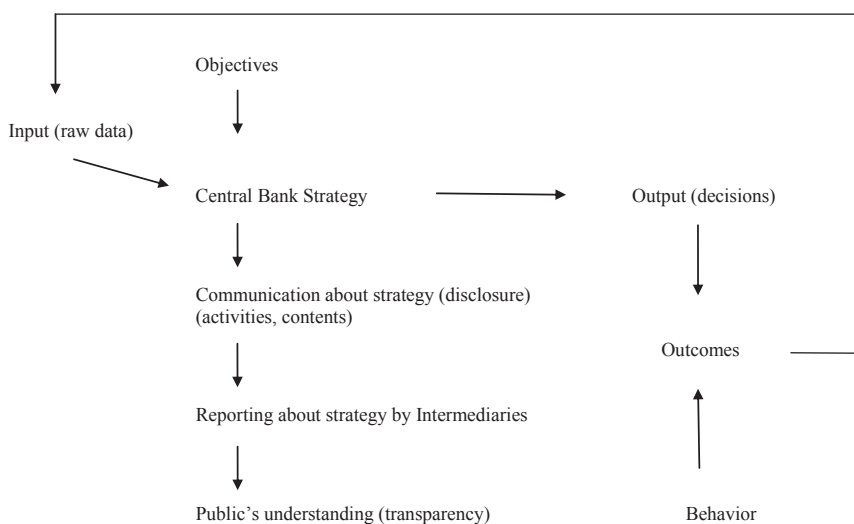 Objectives
Input (raw data)
Central Bank Strategy
Output (decisions)
Communication about strategy (disclosure)
(activities, contents)
Outcomes
Reporting about strategy by Intermediaries
Public’s understanding (transparency)
Behavior